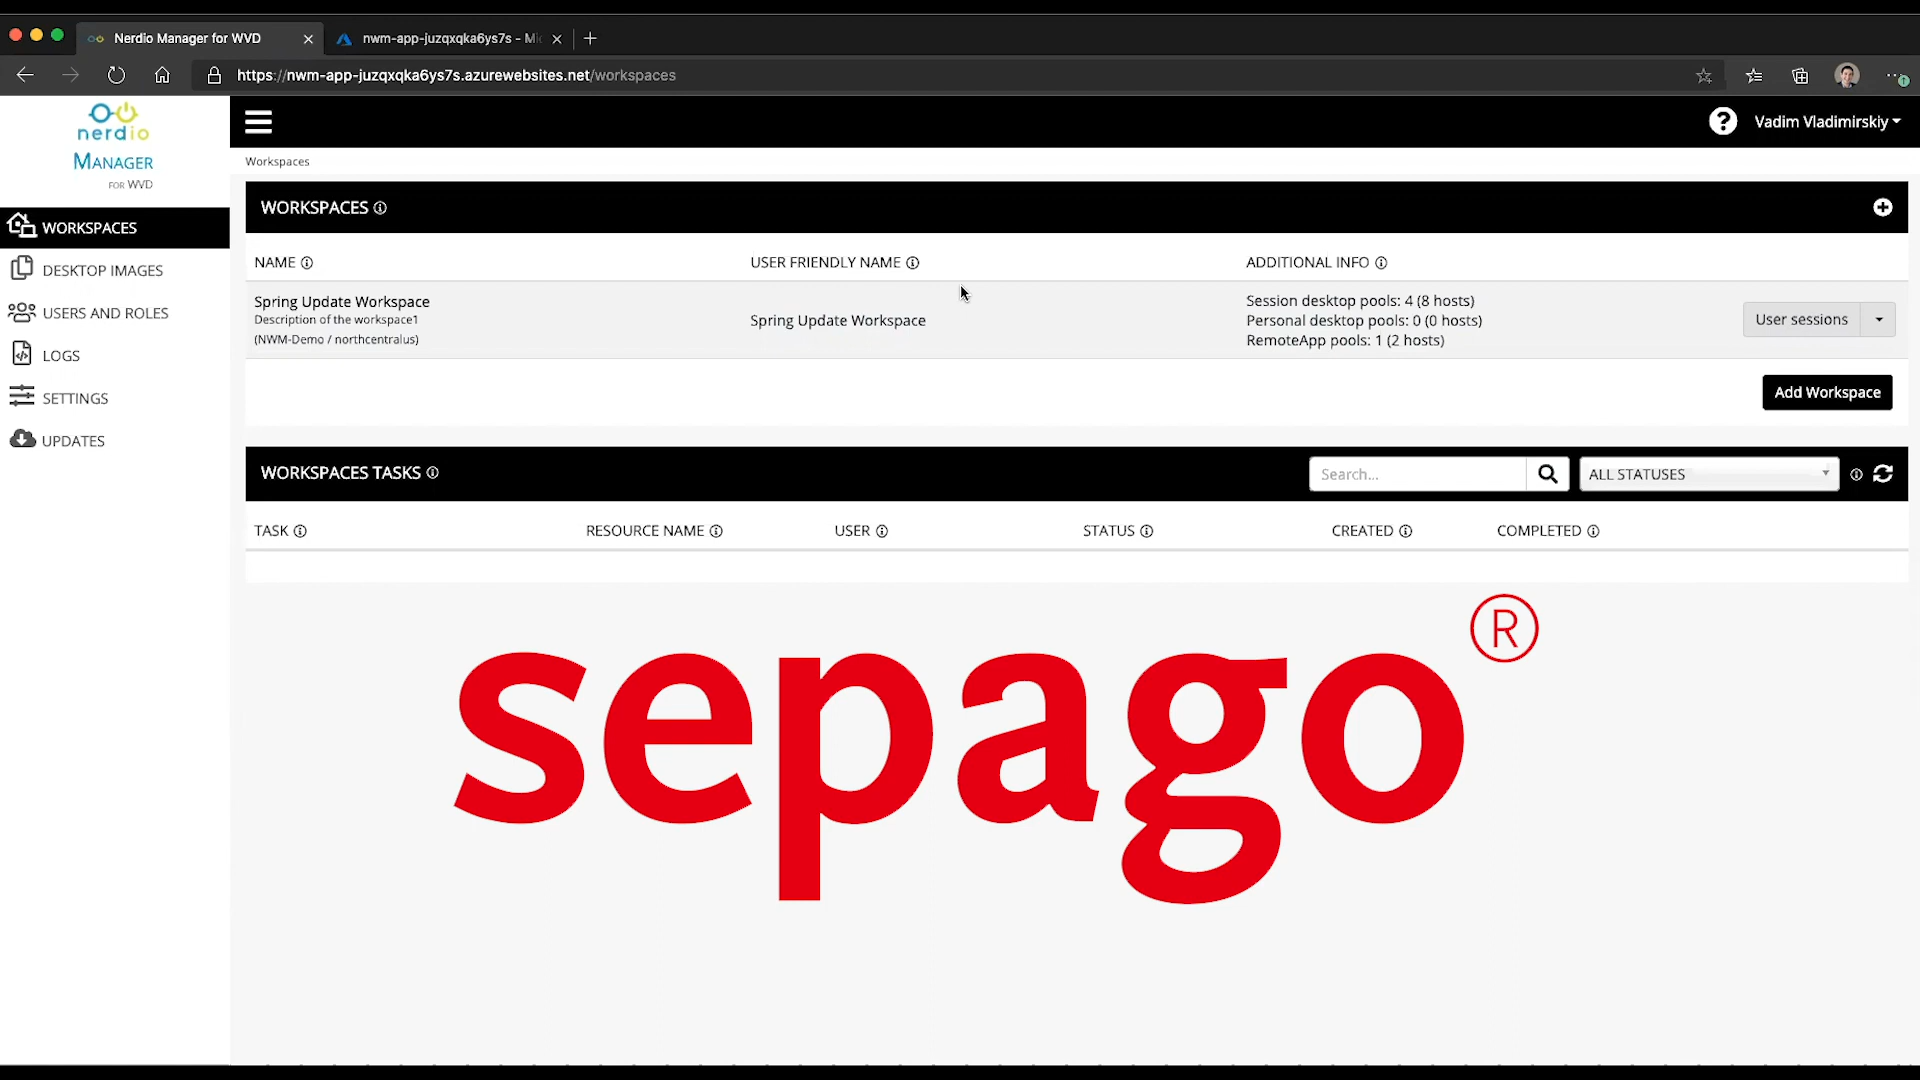 Nerdio Manager for WVD
nwm-app-juzqxqka6ys7s - Mi
https://nwm-app-juzqxqka6ys7s.azurewebsites.net/workspaces
nerdio
MANAGER
FOR WVD
Vadim Vladimirskiy
WORKSPACES
DESKTOP IMAGES
USERS AND ROLES
LOGS
SETTINGS
UPDATES
Workspaces
WORKSPACES
NAME USER FRIENDLY NAME ADDITIONAL INFO
Spring Update Workspace
Description of the workspace1
(NWM-Demo / northcentralus)
Spring Update Workspace
Session desktop pools: 4 (8 hosts)
Personal desktop pools: 0 (0 hosts)
RemoteApp pools: 1 (2 hosts)
User sessions
Add Workspace
WORKSPACES TASKS
Search...
ALL STATUSES
TASK RESOURCE NAME USER STATUS CREATED COMPLETED
sepago®